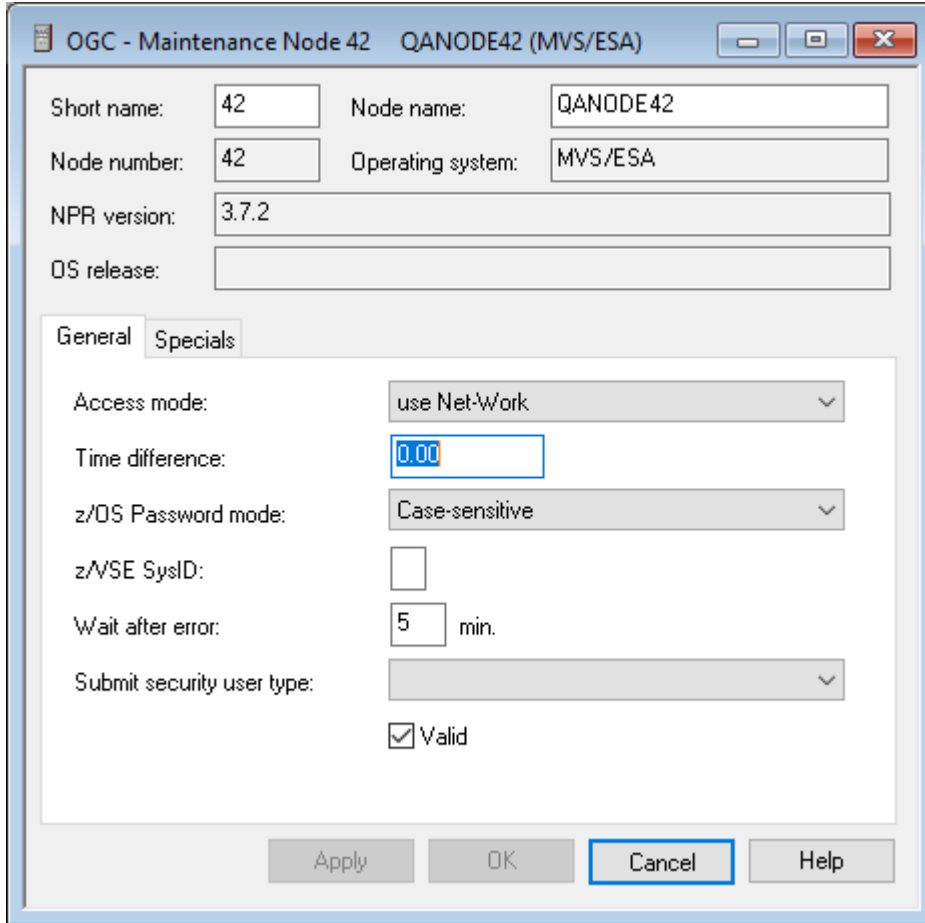 OGC - Maintenance Node 42 QANODE42 (MVS/ESA)
Short name: 42 Node name: QANODE42
Node number: 42 Operating system: MVS/ESA
NPR version: 3.7.2
OS release:
General Specials
Access mode: use Net-Work
Time difference: 0.00
z/OS Password mode: Case-sensitive
z/VSE SysID:
Wait after error: 5 min.
Submit security user type:
Valid
Apply OK Cancel Help